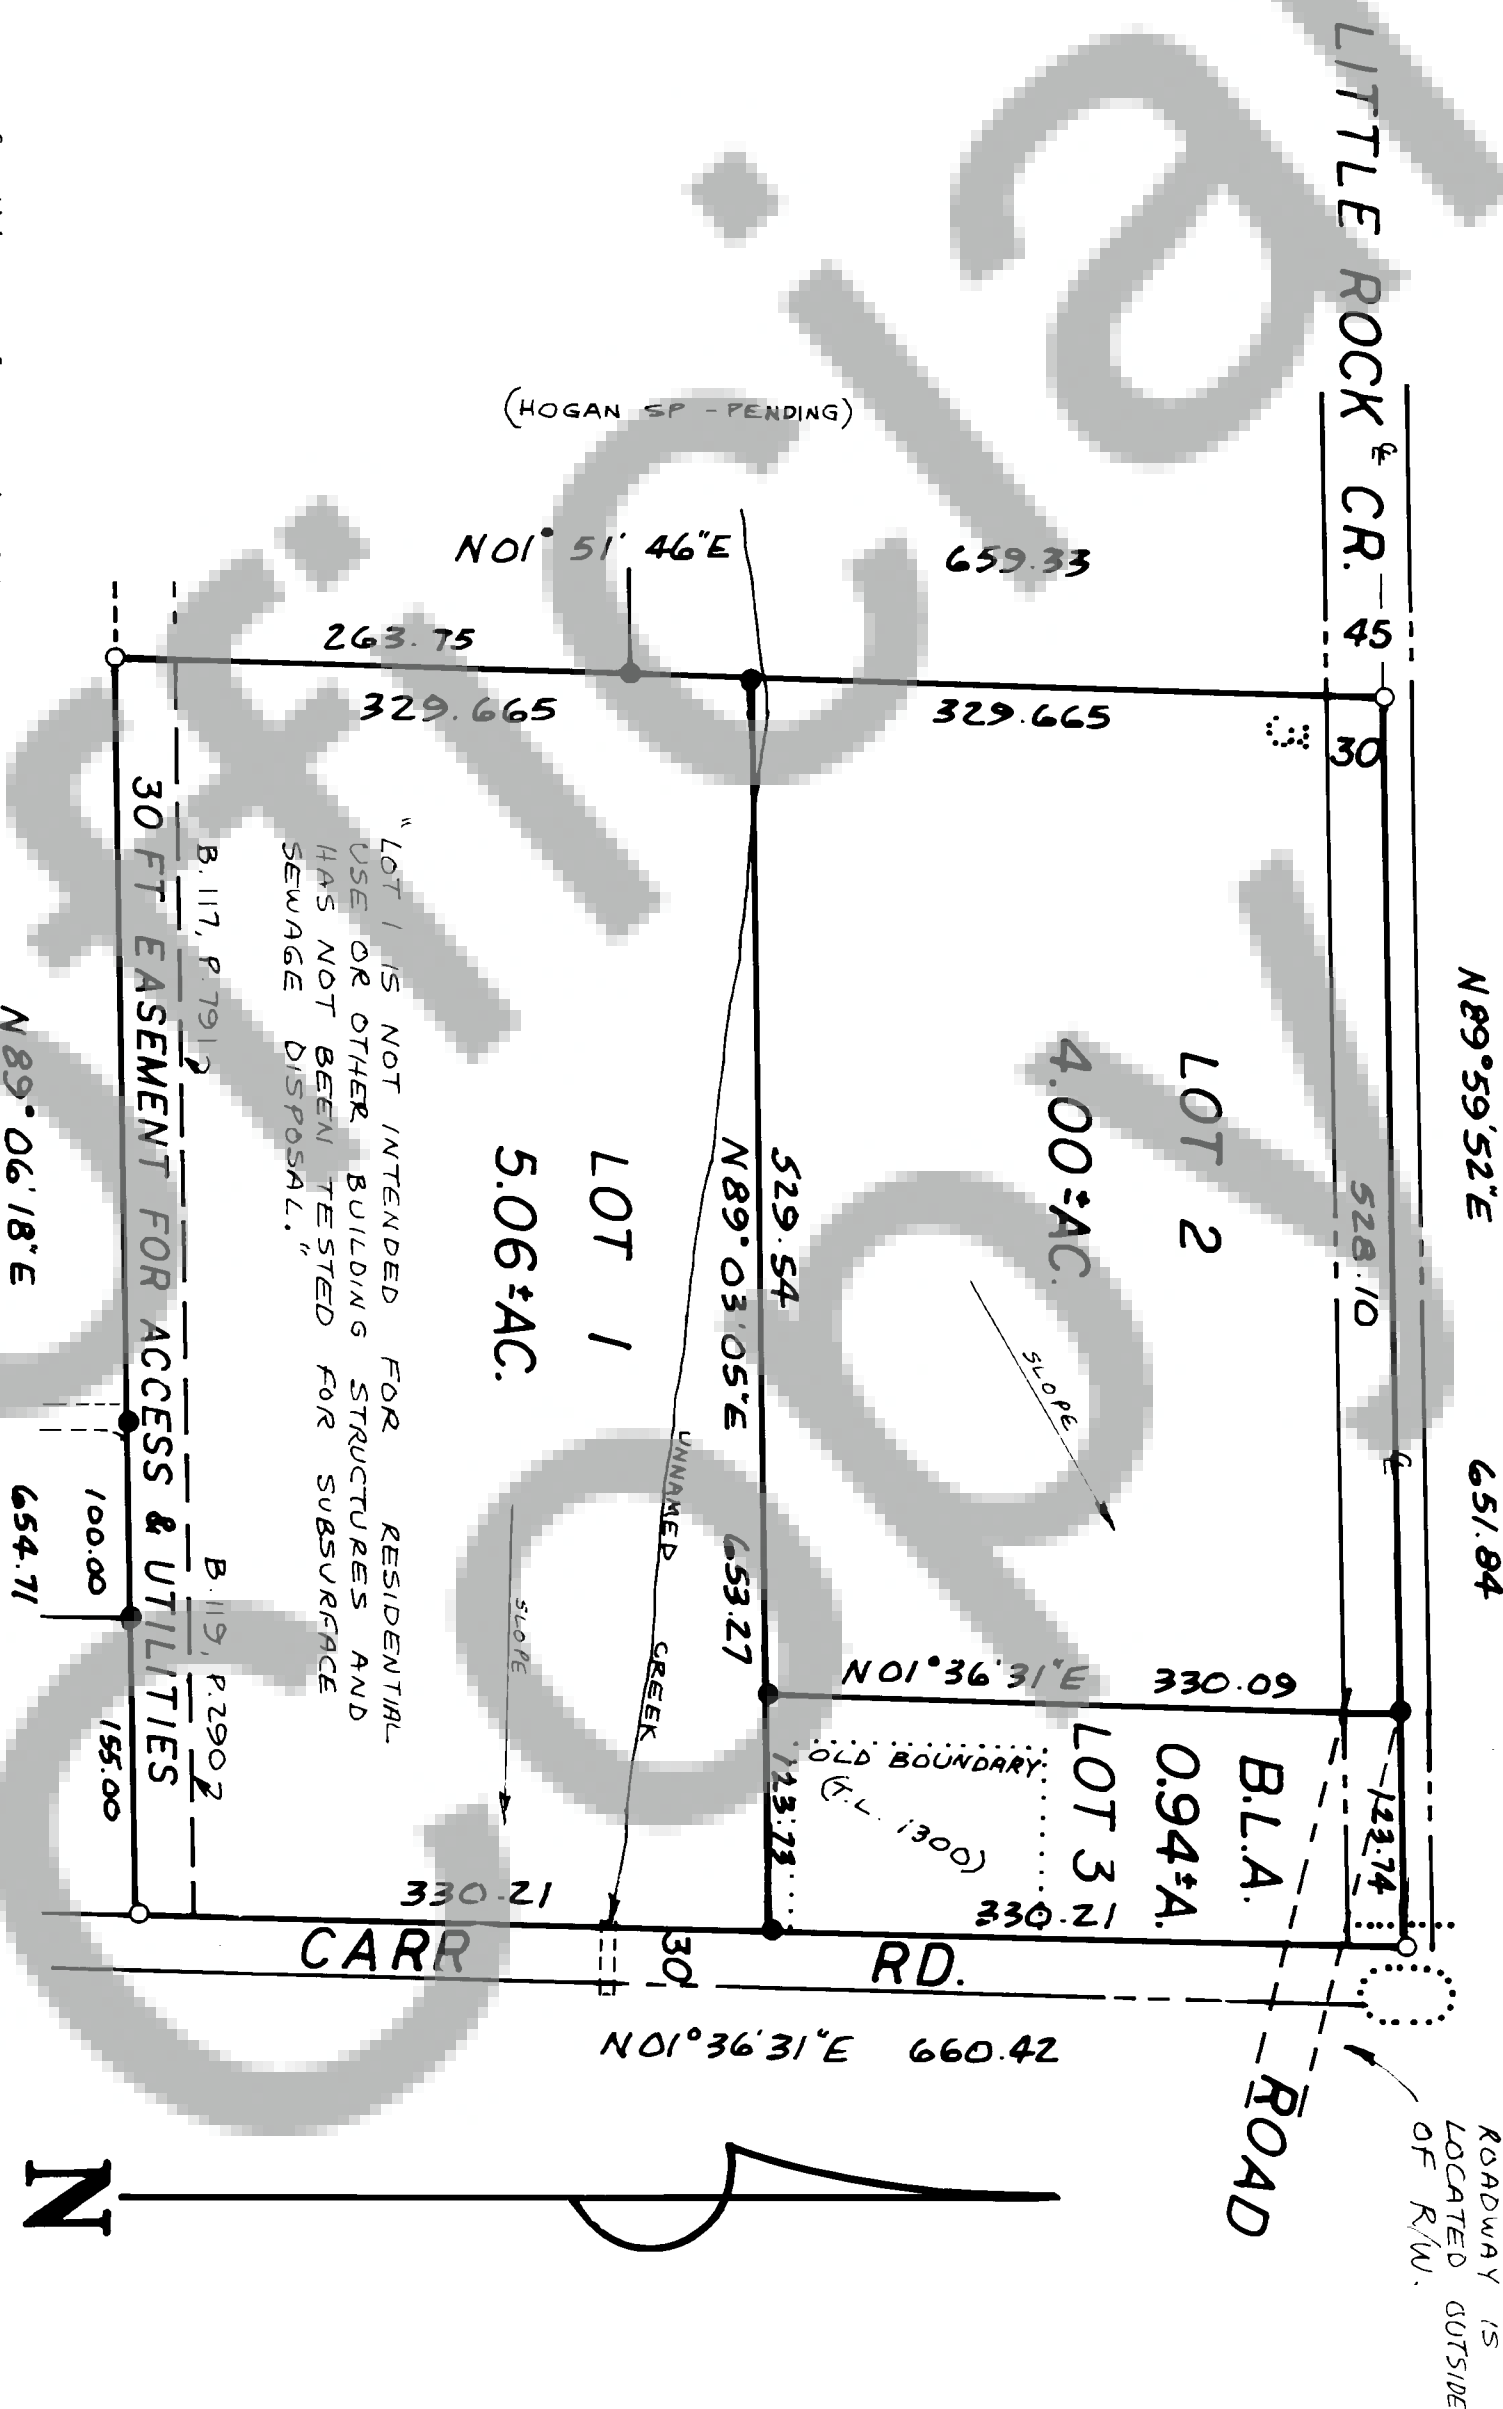 LITTLE ROCK CR.
℄
ROAD
ROADWAY IS
LOCATED OUTSIDE
OF R/W.
N89°59'52"E 651.84
45
30
528.10
℄
123.74
(HOGAN SP - PENDING)
N01° 51' 46"E
659.33
263.75
329.665
329.665
LOT 2
4.00±AC.
SLOPE
N01°36'31"E 330.09
B.L.A.
0.94±A.
LOT 3
OLD BOUNDARY
(T.L. 1300)
123.73
330.21
529.54
N89°03'05"E 653.27
UNNAMED CREEK
LOT 1
5.06±AC.
SLOPE
"LOT 1 IS NOT INTENDED FOR RESIDENTIAL
USE OR OTHER BUILDING STRUCTURES AND
HAS NOT BEEN TESTED FOR SUBSURFACE
SEWAGE DISPOSAL."
B.117, P.791
B.119, P.290
30 FT EASEMENT FOR ACCESS & UTILITIES
100.00
155.00
N89°06'18"E
654.71
330.21
CARR RD.
30'
N01°36'31"E 660.42
N
Unofficial
Copy